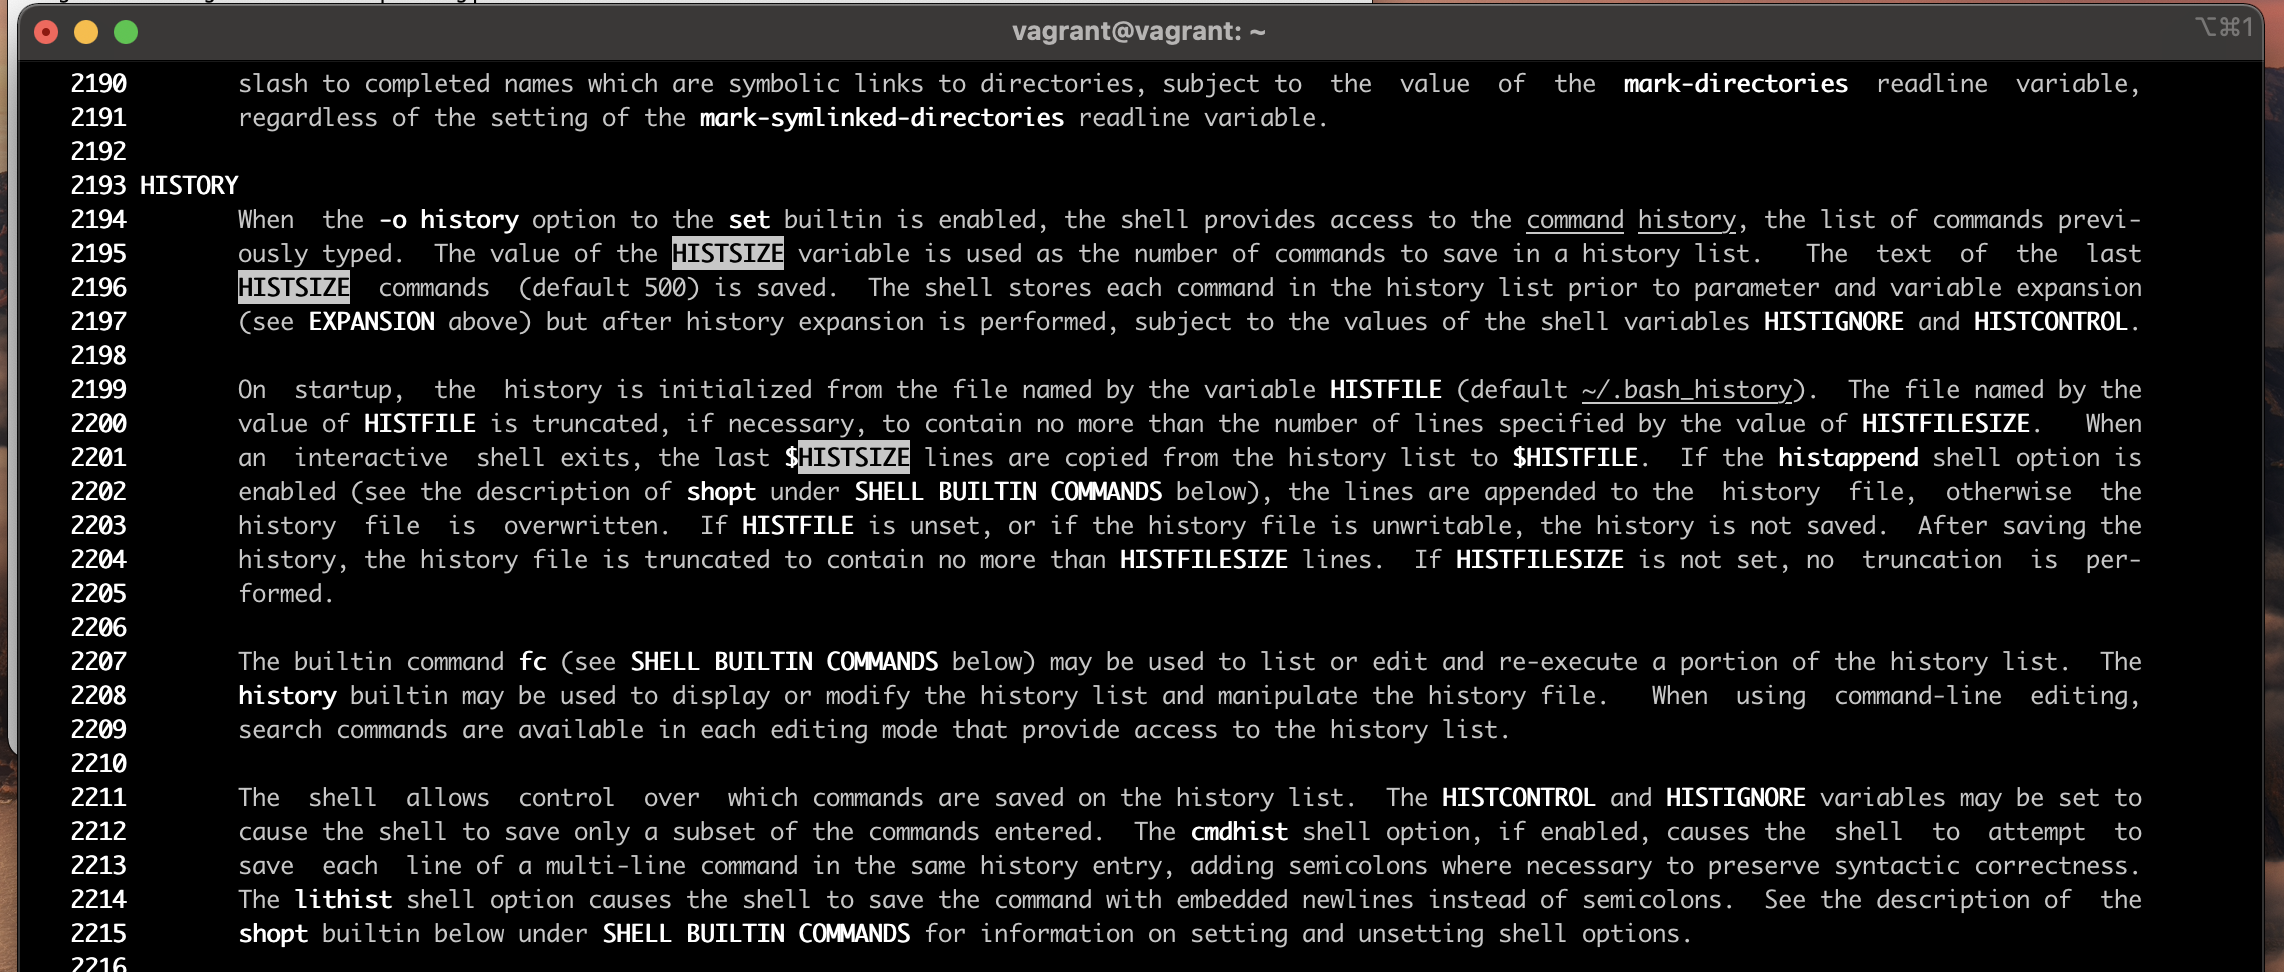 vagrant@vagrant: ~
⌥⌘1
2190 slash to completed names which are symbolic links to directories, subject to the value of the mark-directories readline variable,
2191 regardless of the setting of the mark-symlinked-directories readline variable.
2192
2193 HISTORY
2194 When the -o history option to the set builtin is enabled, the shell provides access to the command history, the list of commands previ-
2195 ously typed. The value of the HISTSIZE variable is used as the number of commands to save in a history list. The text of the last
2196 HISTSIZE commands (default 500) is saved. The shell stores each command in the history list prior to parameter and variable expansion
2197 (see EXPANSION above) but after history expansion is performed, subject to the values of the shell variables HISTIGNORE and HISTCONTROL.
2198
2199 On startup, the history is initialized from the file named by the variable HISTFILE (default ~/.bash_history). The file named by the
2200 value of HISTFILE is truncated, if necessary, to contain no more than the number of lines specified by the value of HISTFILESIZE. When
2201 an interactive shell exits, the last $HISTSIZE lines are copied from the history list to $HISTFILE. If the histappend shell option is
2202 enabled (see the description of shopt under SHELL BUILTIN COMMANDS below), the lines are appended to the history file, otherwise the
2203 history file is overwritten. If HISTFILE is unset, or if the history file is unwritable, the history is not saved. After saving the
2204 history, the history file is truncated to contain no more than HISTFILESIZE lines. If HISTFILESIZE is not set, no truncation is per-
2205 formed.
2206
2207 The builtin command fc (see SHELL BUILTIN COMMANDS below) may be used to list or edit and re-execute a portion of the history list. The
2208 history builtin may be used to display or modify the history list and manipulate the history file. When using command-line editing,
2209 search commands are available in each editing mode that provide access to the history list.
2210
2211 The shell allows control over which commands are saved on the history list. The HISTCONTROL and HISTIGNORE variables may be set to
2212 cause the shell to save only a subset of the commands entered. The cmdhist shell option, if enabled, causes the shell to attempt to
2213 save each line of a multi-line command in the same history entry, adding semicolons where necessary to preserve syntactic correctness.
2214 The lithist shell option causes the shell to save the command with embedded newlines instead of semicolons. See the description of the
2215 shopt builtin below under SHELL BUILTIN COMMANDS for information on setting and unsetting shell options.
2216